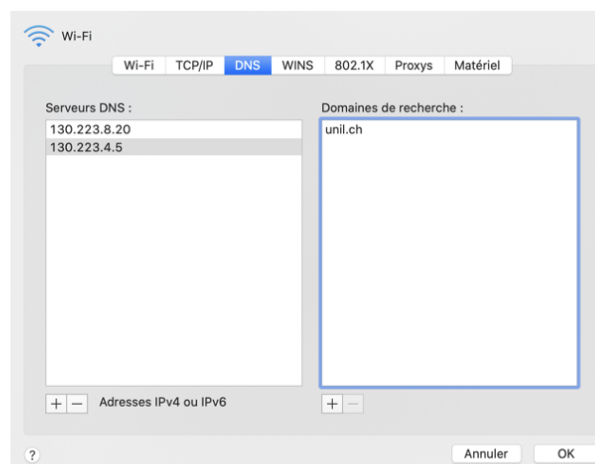 Wi-Fi
Wi-Fi TCP/IP DNS WINS 802.1X Proxys Matériel
Serveurs DNS :
130.223.8.20
130.223.4.5
Domaines de recherche :
unil.ch
+ − Adresses IPv4 ou IPv6
+ −
? Annuler OK